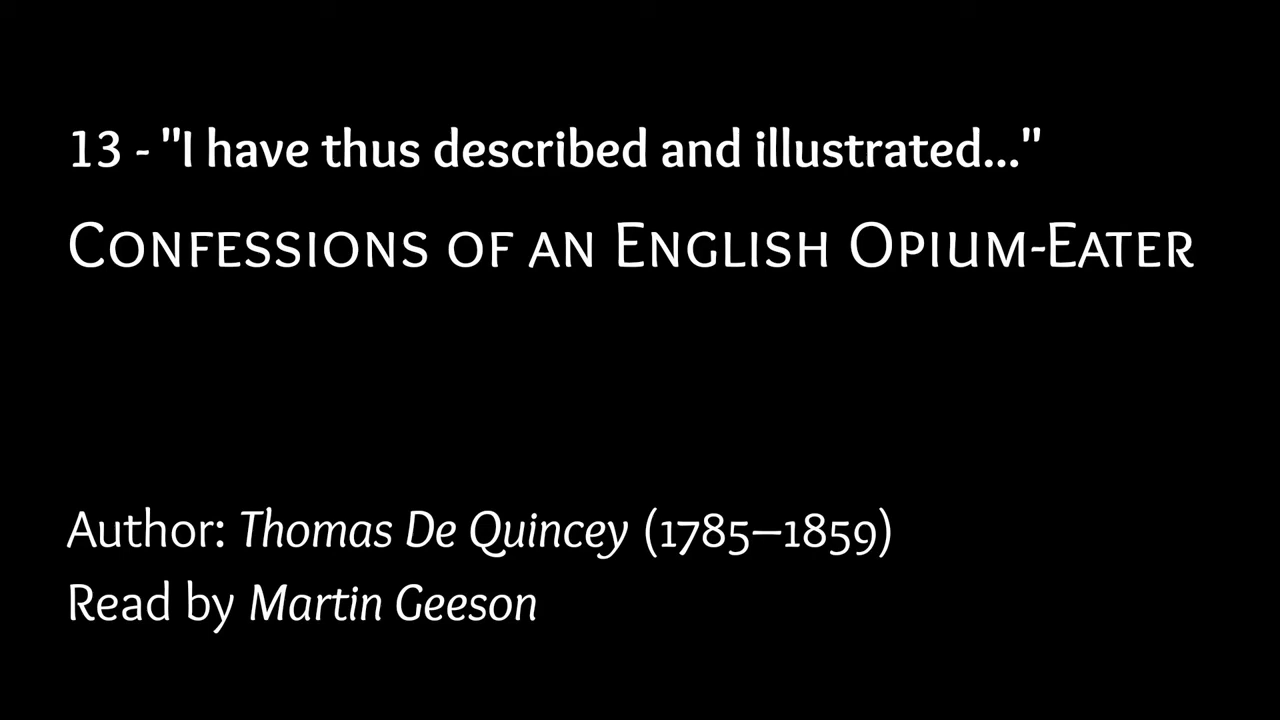 13 - "I have thus described and illustrated..."
Confessions of an English Opium-Eater
Author: Thomas De Quincey (1785–1859)
Read by Martin Geeson